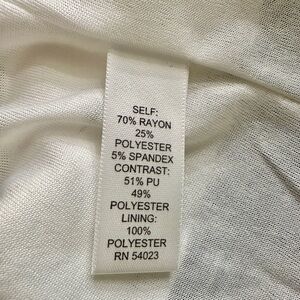 SELF:
70% RAYON
25%
POLYESTER
5% SPANDEX
CONTRAST:
51% PU
49%
POLYESTER
LINING:
100%
POLYESTER
RN 54023